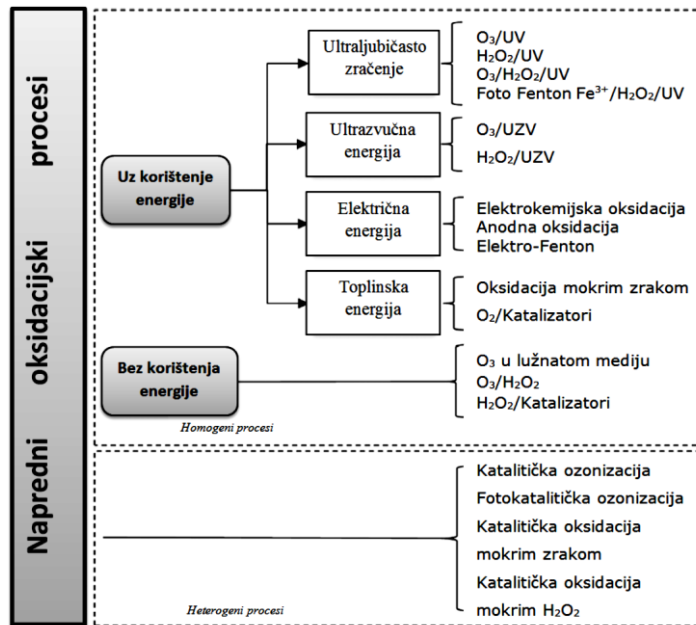 Napredni oksidacijski procesi
Uz korištenje
energije
Ultraljubičasto
zračenje
O₃/UV
H₂O₂/UV
O₃/H₂O₂/UV
Foto Fenton Fe³⁺/H₂O₂/UV
Ultrazvučna
energija
O₃/UZV
H₂O₂/UZV
Električna
energija
Elektrokemijska oksidacija
Anodna oksidacija
Elektro-Fenton
Toplinska
energija
Oksidacija mokrim zrakom
O₂/Katalizatori
Bez korištenja
energije
O₃ u lužnatom mediju
O₃/H₂O₂
H₂O₂/Katalizatori
Homogeni procesi
Katalitička ozonizacija
Fotokatalitička ozonizacija
Katalitička oksidacija
mokrim zrakom
Katalitička oksidacija
mokrim H₂O₂
Heterogeni procesi